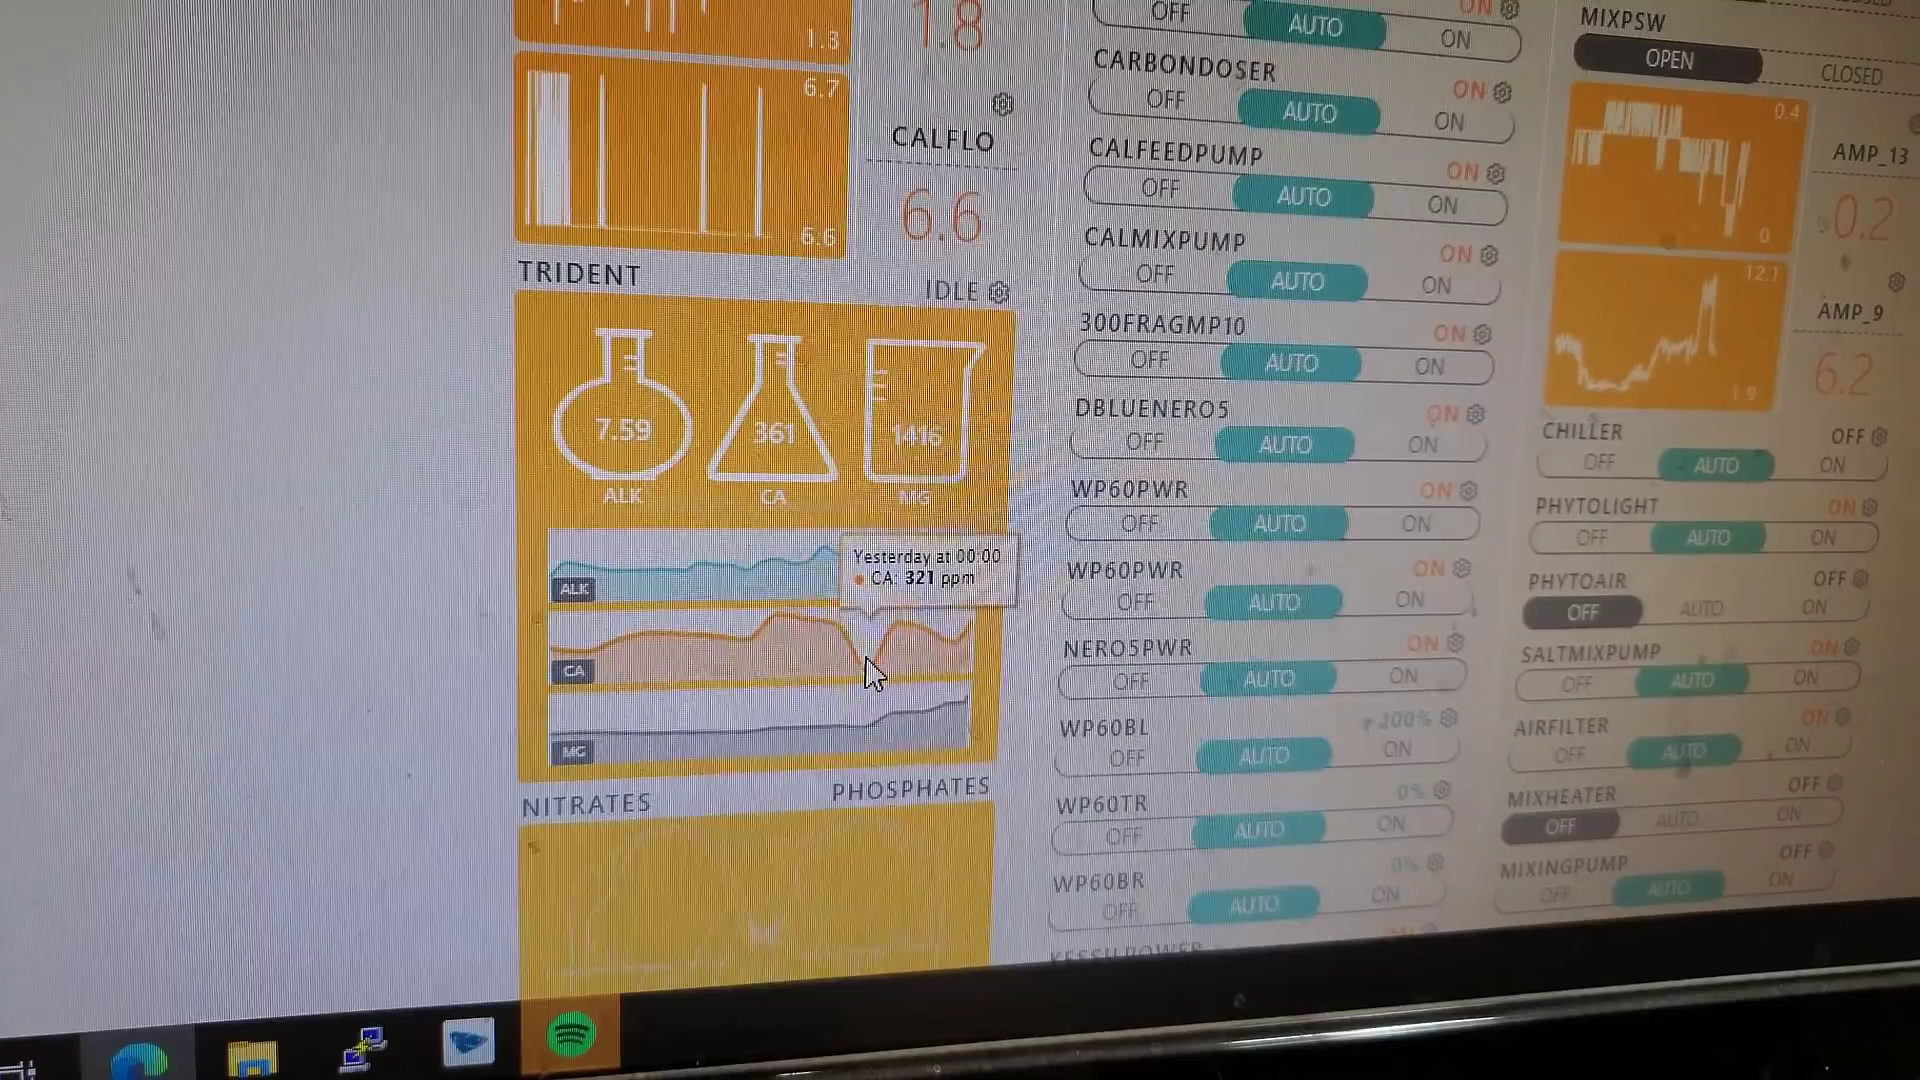 1.3
1.8
6.7
6.6
CALFLO
6.6
TRIDENT
IDLE
7.59
361
1416
ALK
CA
MG
Yesterday at 00:00
CA: 321 ppm
ALK
CA
MG
NITRATES
PHOSPHATES
ON
OFF AUTO ON
CARBONDOSER
ON
OFF AUTO ON
CALFEEDPUMP
ON
OFF AUTO ON
CALMIXPUMP
ON
OFF AUTO ON
300FRAGMP10
ON
OFF AUTO ON
DBLUENERO5
ON
OFF AUTO ON
WP60PWR
ON
OFF AUTO ON
WP60PWR
ON
OFF AUTO ON
NERO5PWR
ON
OFF AUTO ON
WP60BL
OFF AUTO ON
WP60TR
0%
OFF AUTO ON
WP60BR
0%
OFF AUTO ON
MIXPSW
OPEN CLOSED
0.4
0
AMP_13
0.2
12.1
1.9
AMP_9
6.2
CHILLER
OFF
OFF AUTO ON
PHYTOLIGHT
ON
OFF AUTO ON
PHYTOAIR
OFF
OFF AUTO ON
SALTMIXPUMP
ON
OFF AUTO ON
AIRFILTER
ON
OFF AUTO ON
MIXHEATER
OFF
OFF AUTO ON
MIXINGPUMP
OFF
OFF AUTO ON